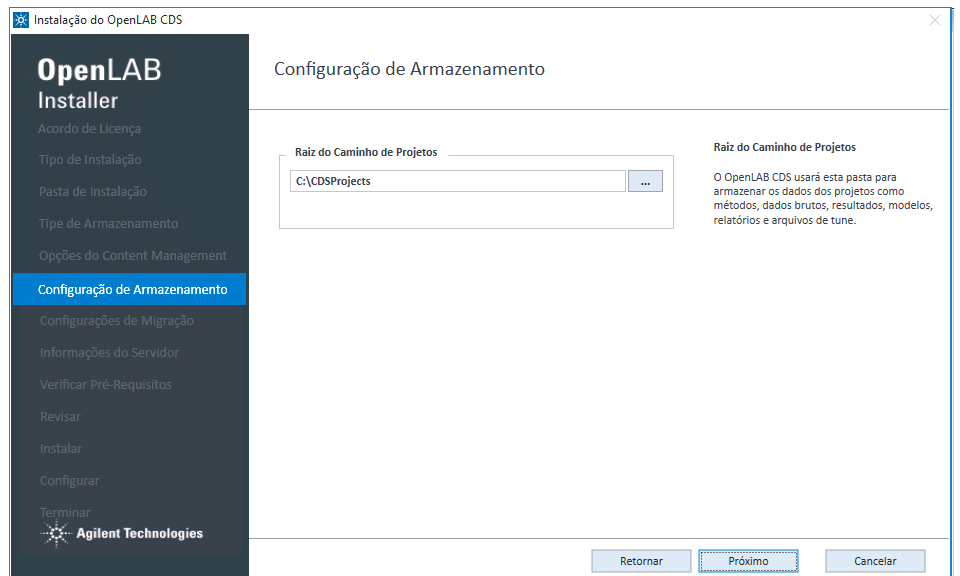 Instalação do OpenLAB CDS
OpenLAB
Installer
Acordo de Licença
Tipo de Instalação
Pasta de Instalação
Tipe de Armazenamento
Opções do Content Management
Configuração de Armazenamento
Configurações de Migração
Informações do Servidor
Verificar Pré-Requisitos
Revisar
Instalar
Configurar
Terminar
Agilent Technologies
Configuração de Armazenamento
Raiz do Caminho de Projetos
C:\CDSProjects
...
Raiz do Caminho de Projetos
O OpenLAB CDS usará esta pasta para
armazenar os dados dos projetos como
métodos, dados brutos, resultados, modelos,
relatórios e arquivos de tune.
Retornar
Próximo
Cancelar